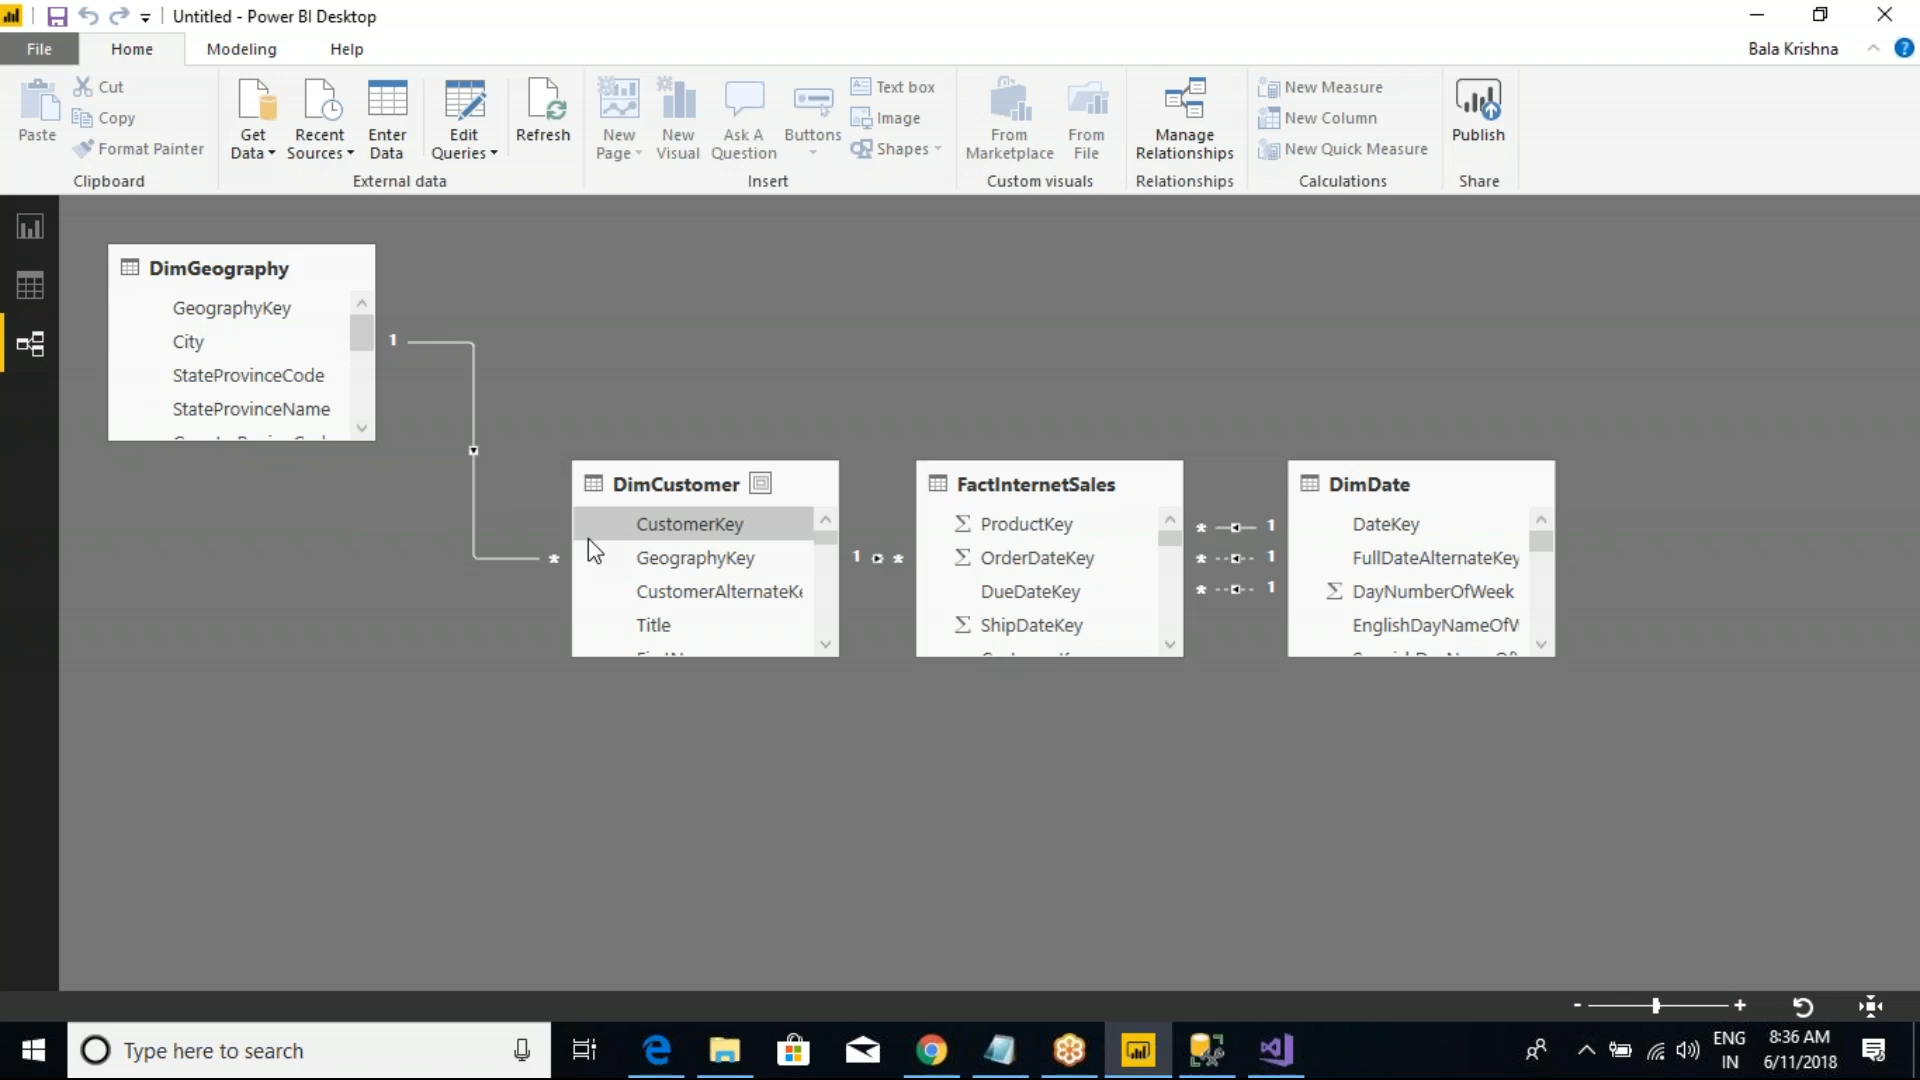 Untitled - Power BI Desktop
File
Home
Modeling
Help
Bala Krishna
Paste
Cut
Copy
Format Painter
Clipboard
Get Data
Recent Sources
Enter Data
Edit Queries
Refresh
External data
New Page
New Visual
Ask A Question
Buttons
Text box
Image
Shapes
Insert
From Marketplace
From File
Custom visuals
Manage Relationships
Relationships
New Measure
New Column
New Quick Measure
Calculations
Publish
Share
DimGeography
GeographyKey
City
StateProvinceCode
StateProvinceName
1
*
DimCustomer
CustomerKey
GeographyKey
CustomerAlternateKe
Title
1 *
FactInternetSales
Σ ProductKey
Σ OrderDateKey
DueDateKey
Σ ShipDateKey
* 1
* 1
* 1
DimDate
DateKey
FullDateAlternateKey
Σ DayNumberOfWeek
EnglishDayNameOfW
- +
Type here to search
ENG
IN
8:36 AM
6/11/2018